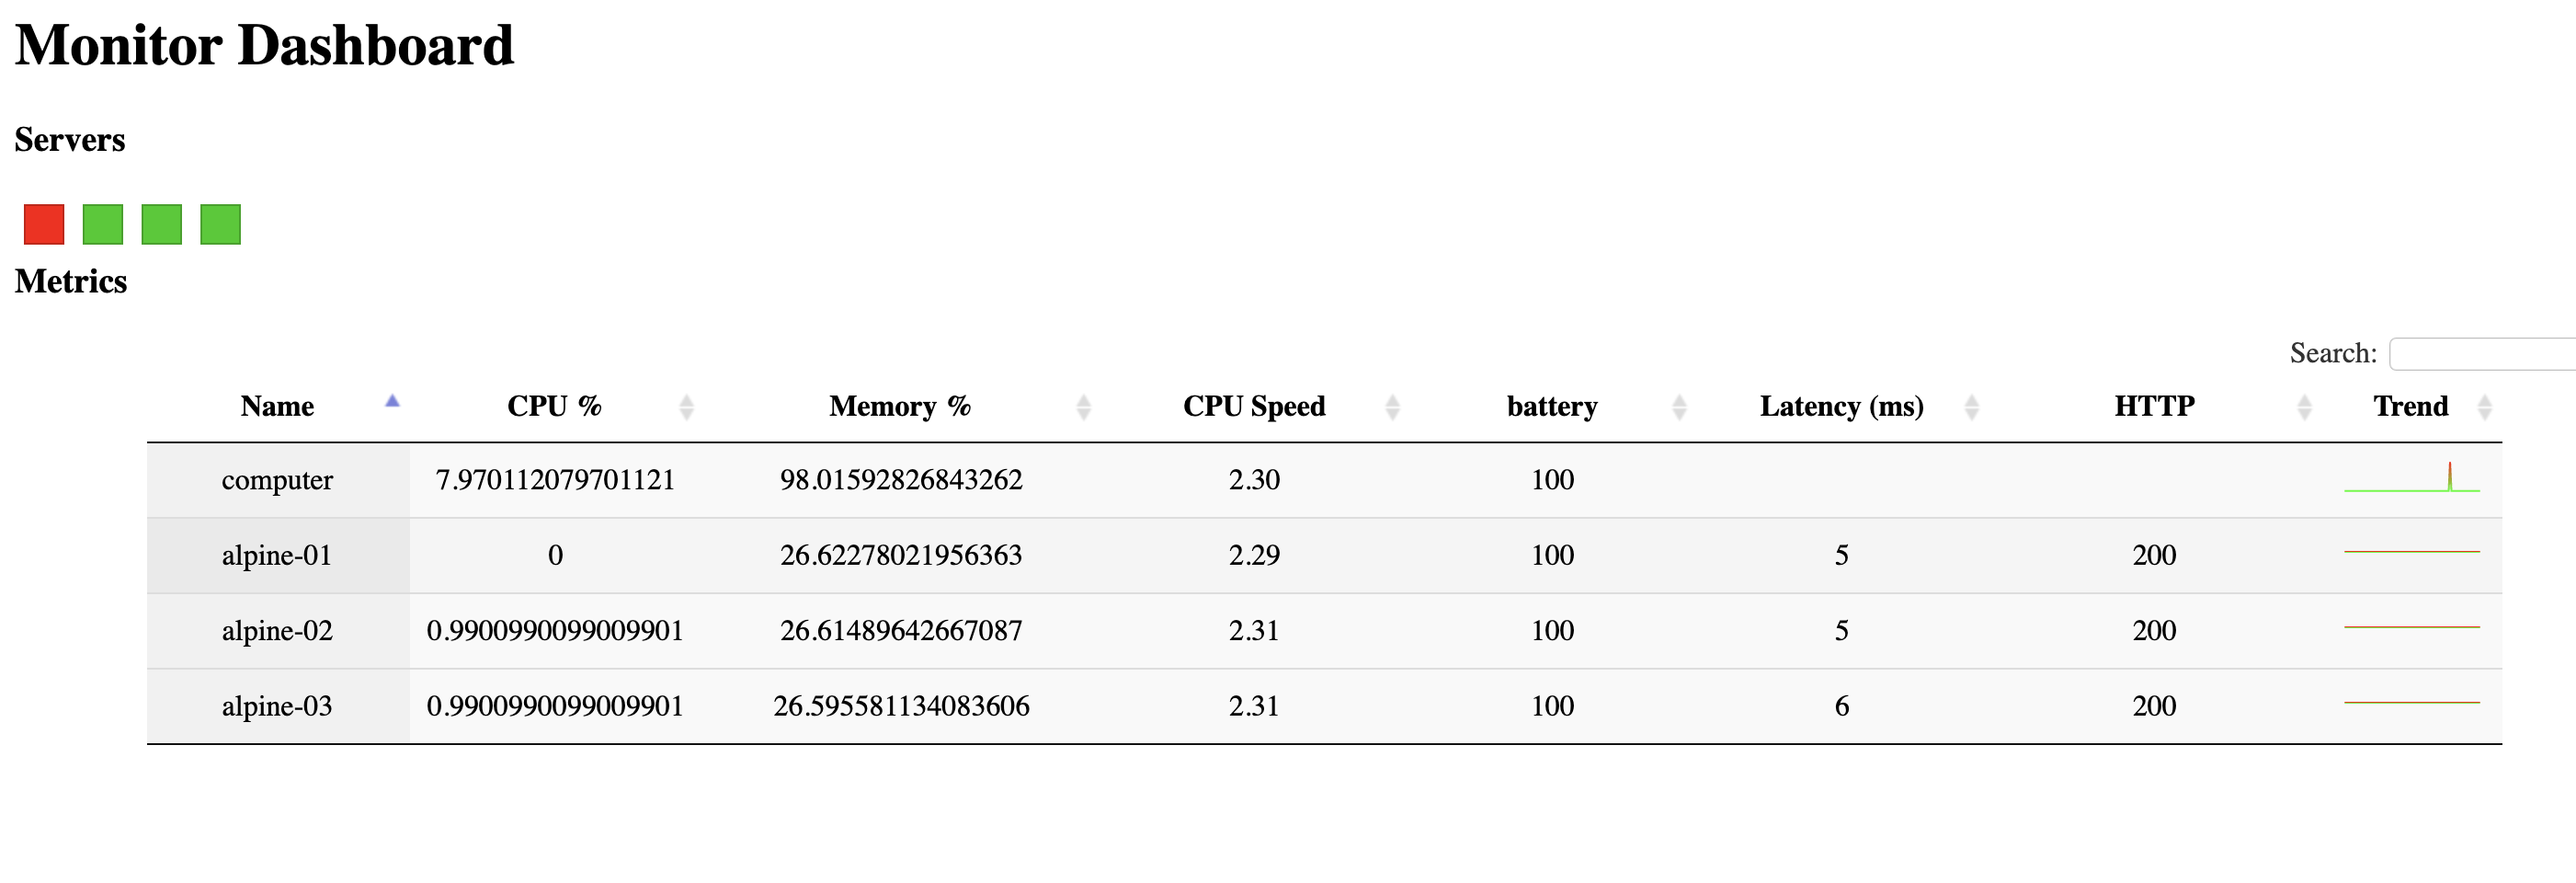 Monitor Dashboard
Servers
Metrics
Search:
Name CPU % Memory % CPU Speed battery Latency (ms) HTTP Trend
computer 7.970112079701121 98.01592826843262 2.30 100
alpine-01 0 26.62278021956363 2.29 100 5 200
alpine-02 0.9900990099009901 26.61489642667087 2.31 100 5 200
alpine-03 0.9900990099009901 26.595581134083606 2.31 100 6 200